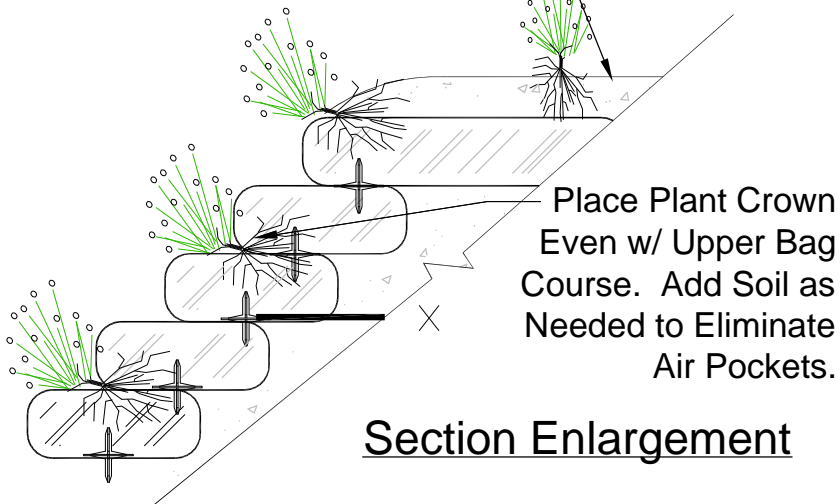 Place Plant Crown
Even w/ Upper Bag
Course. Add Soil as
Needed to Eliminate
Air Pockets.
Section Enlargement